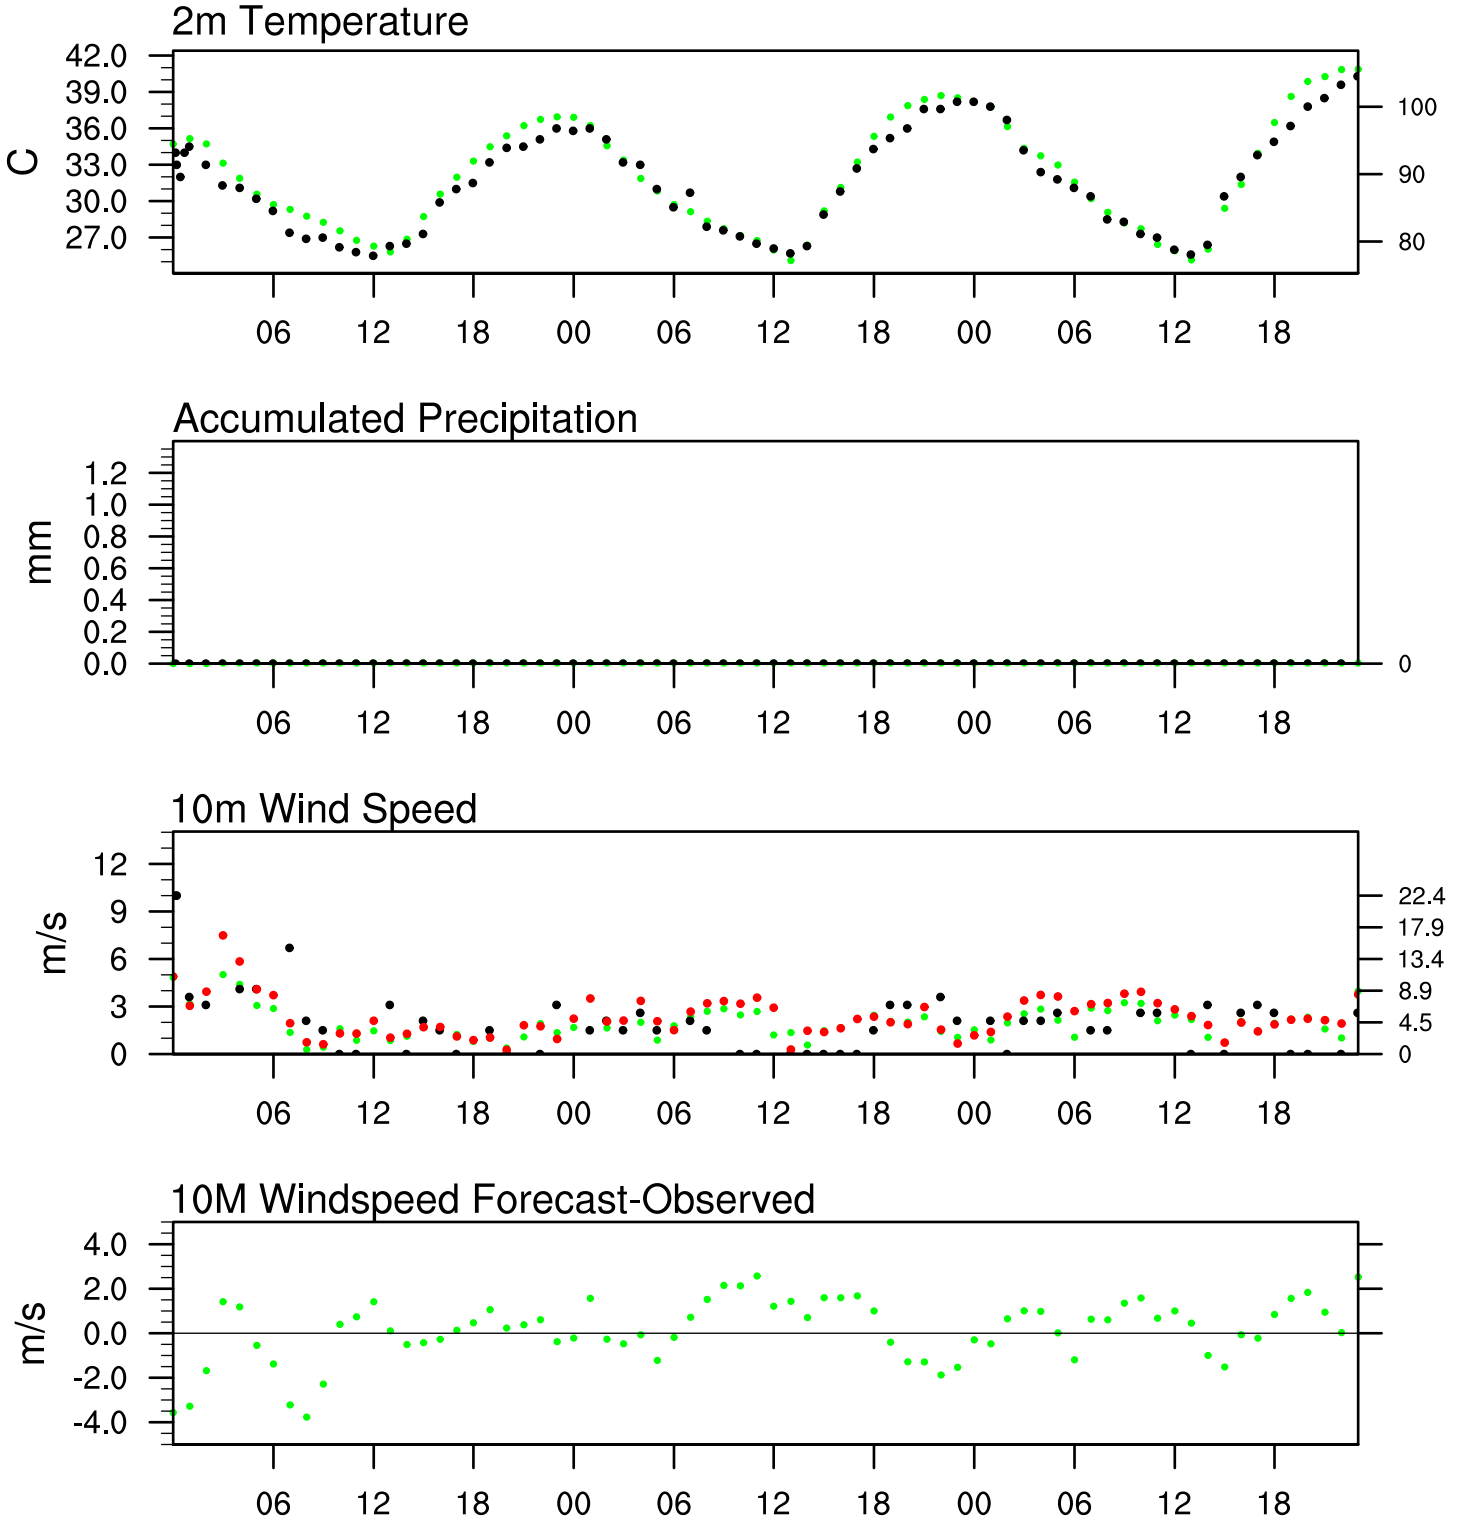 2m Temperature
42.0
39.0
36.0
33.0
30.0
27.0
C
100
90
80
06 12 18 00 06 12 18 00 06 12 18
Accumulated Precipitation
1.2
1.0
0.8
0.6
0.4
0.2
0.0
mm
0
06 12 18 00 06 12 18 00 06 12 18
10m Wind Speed
12
9
6
3
0
m/s
22.4
17.9
13.4
8.9
4.5
0
06 12 18 00 06 12 18 00 06 12 18
10M Windspeed Forecast-Observed
4.0
2.0
0.0
-2.0
-4.0
m/s
06 12 18 00 06 12 18 00 06 12 18